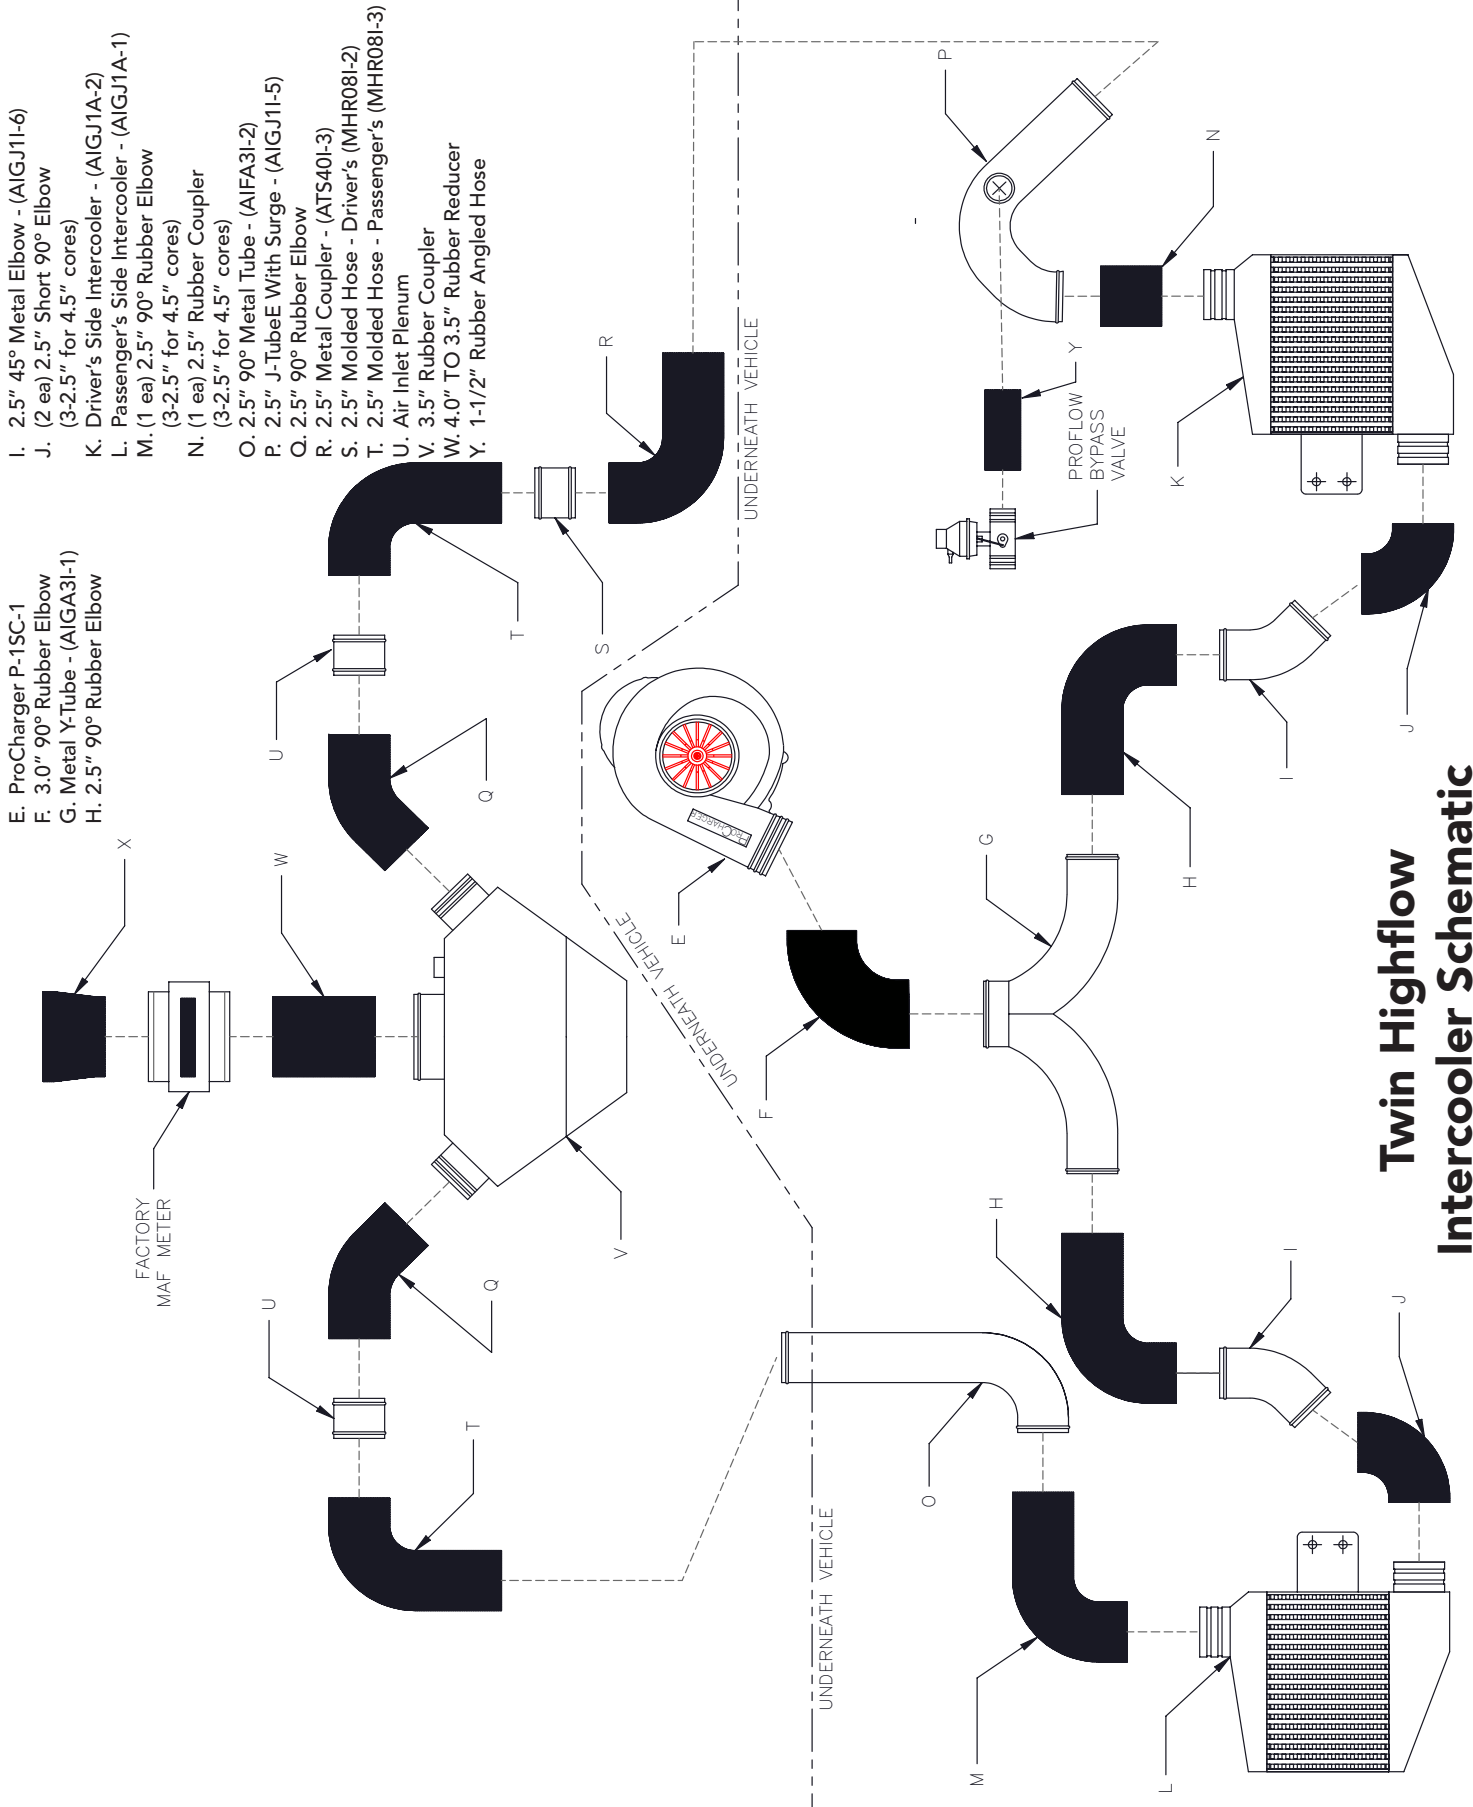 E. ProCharger P-1SC-1
F. 3.0" 90° Rubber Elbow
G. Metal Y-Tube - (AIGA3I-1)
H. 2.5" 90° Rubber Elbow
I. 2.5" 45° Metal Elbow - (AIGJ1I-6)
J. (2 ea) 2.5" Short 90° Elbow
(3-2.5" for 4.5" cores)
K. Driver's Side Intercooler - (AIGJ1A-2)
L. Passenger's Side Intercooler - (AIGJ1A-1)
M. (1 ea) 2.5" 90° Rubber Elbow
(3-2.5" for 4.5" cores)
N. (1 ea) 2.5" Rubber Coupler
(3-2.5" for 4.5" cores)
O. 2.5" 90° Metal Tube - (AIFA3I-2)
P. 2.5" J-TubeE With Surge - (AIGJ1I-5)
Q. 2.5" 90° Rubber Elbow
R. 2.5" Metal Coupler - (ATS40I-3)
S. 2.5" Molded Hose - Driver's (MHR08I-2)
T. 2.5" Molded Hose - Passenger's (MHR08I-3)
U. Air Inlet Plenum
V. 3.5" Rubber Coupler
W. 4.0" TO 3.5" Rubber Reducer
Y. 1-1/2" Rubber Angled Hose
X
W
FACTORY
MAF METER
U
U
Q
Q
T
T
V
S
R
UNDERNEATH VEHICLE
UNDERNEATH VEHICLE
UNDERNEATH VEHICLE
UNDERNEATH VEHICLE
E
PROCHARGER
F
G
H
H
I
I
J
J
K
L
M
N
O
P
Y
PROFLOW
BYPASS
VALVE
Twin Highflow
Intercooler Schematic